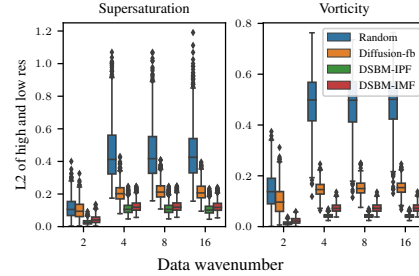 Supersaturation
Vorticity
L2 of high and low res
1.2
1.0
0.8
0.6
0.4
0.2
0.0
2
4
8
16
0.8
0.6
0.4
0.2
0.0
2
4
8
16
Random
Diffusion-fb
DSBM-IPF
DSBM-IMF
Data wavenumber